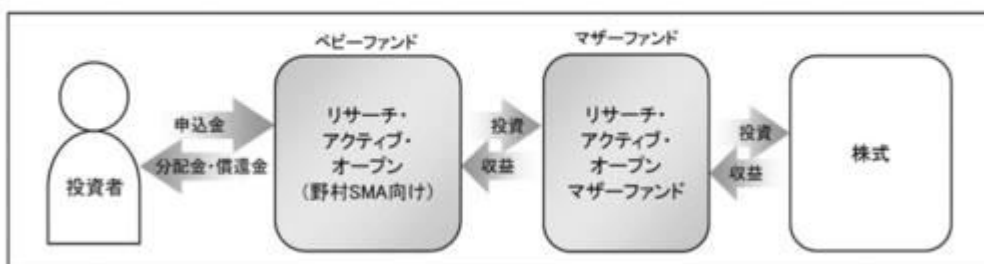 ベビーファンド
マザーファンド
投資者
申込金
分配金・償還金
リサーチ・
アクティブ・
オープン
(野村SMA向け)
投資
収益
リサーチ・
アクティブ・
オープン
マザーファンド
投資
収益
株式